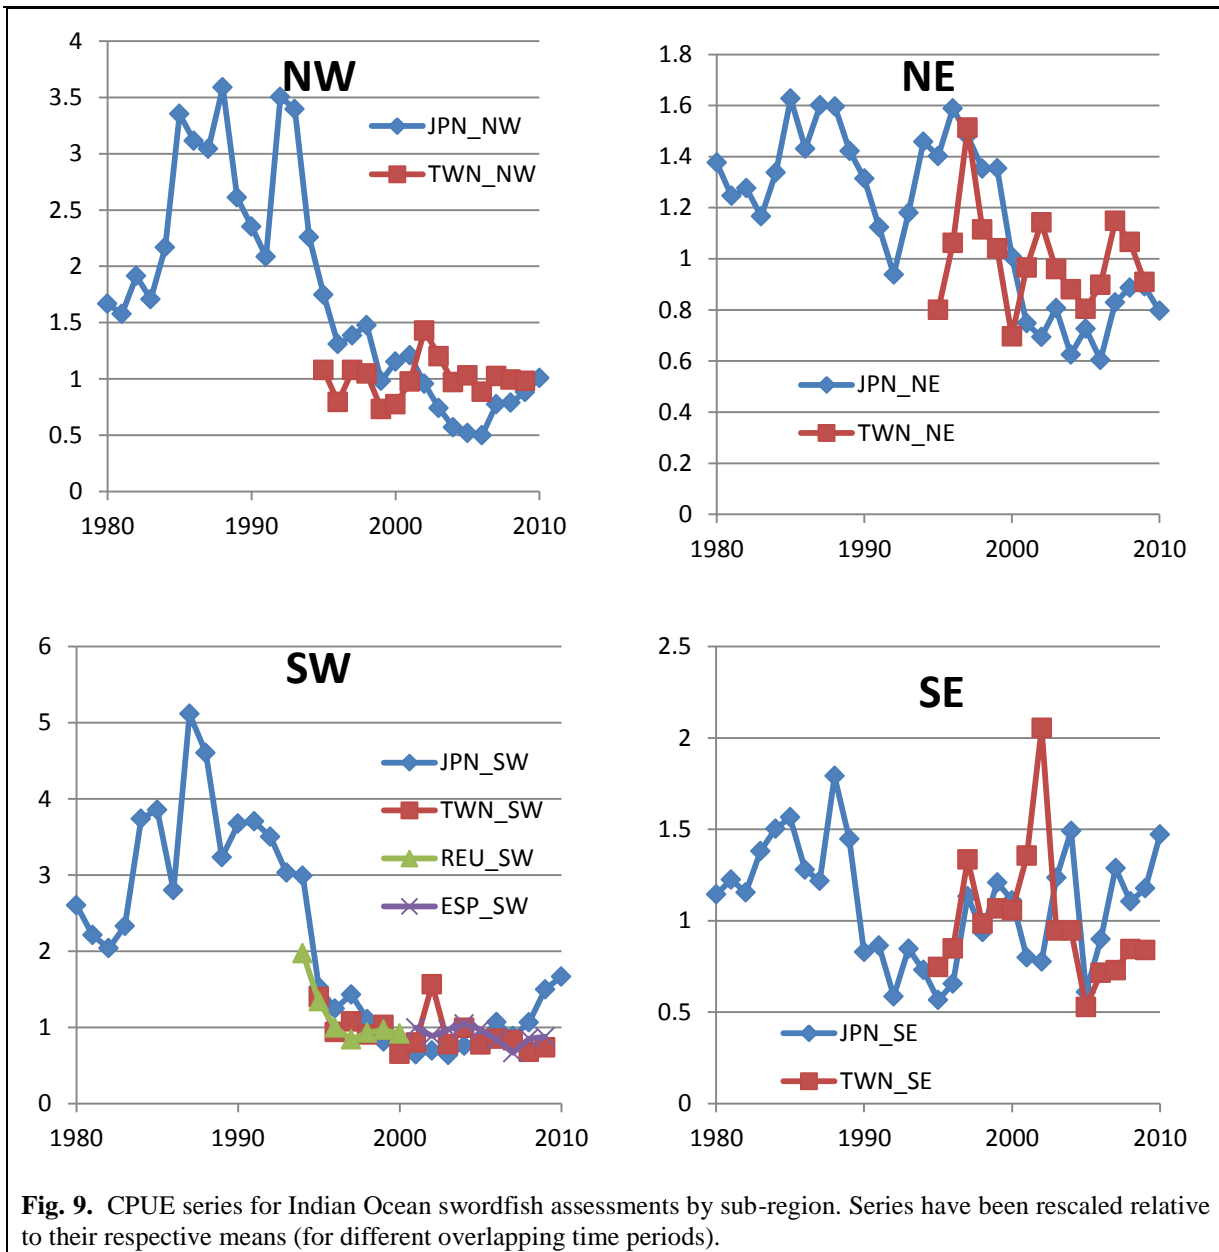 NW
4
3.5
3
2.5
2
1.5
1
0.5
0
1980 1990 2000 2010
JPN_NW
TWN_NW
NE
1.8
1.6
1.4
1.2
1
0.8
0.6
0.4
0.2
0
1980 1990 2000 2010
JPN_NE
TWN_NE
SW
6
5
4
3
2
1
0
1980 1990 2000 2010
JPN_SW
TWN_SW
REU_SW
ESP_SW
SE
2.5
2
1.5
1
0.5
0
1980 1990 2000 2010
JPN_SE
TWN_SE
Fig. 9. CPUE series for Indian Ocean swordfish assessments by sub-region. Series have been rescaled relative
to their respective means (for different overlapping time periods).